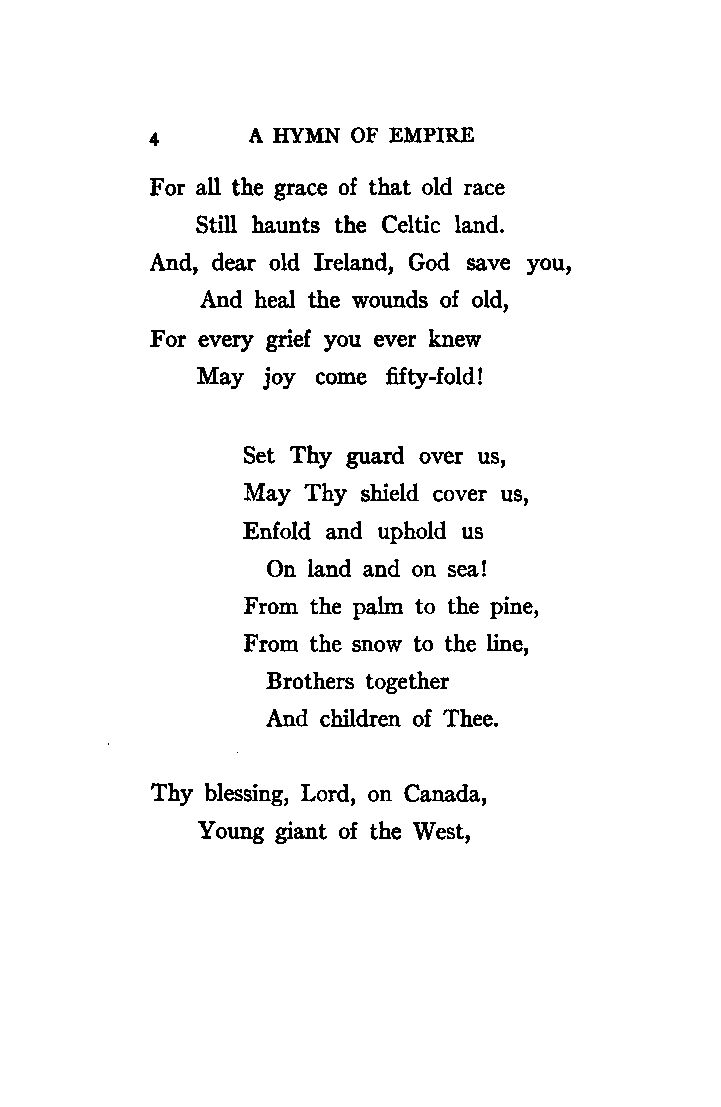 4 A HYMN OF EMPIRE
For all the grace of that old race
Still haunts the Celtic land.
And, dear old Ireland, God save you,
And heal the wounds of old,
For every grief you ever knew
May joy come fifty-fold!
Set Thy guard over us,
May Thy shield cover us,
Enfold and uphold us
On land and on sea!
From the palm to the pine,
From the snow to the line,
Brothers together
And children of Thee.
Thy blessing, Lord, on Canada,
Young giant of the West,